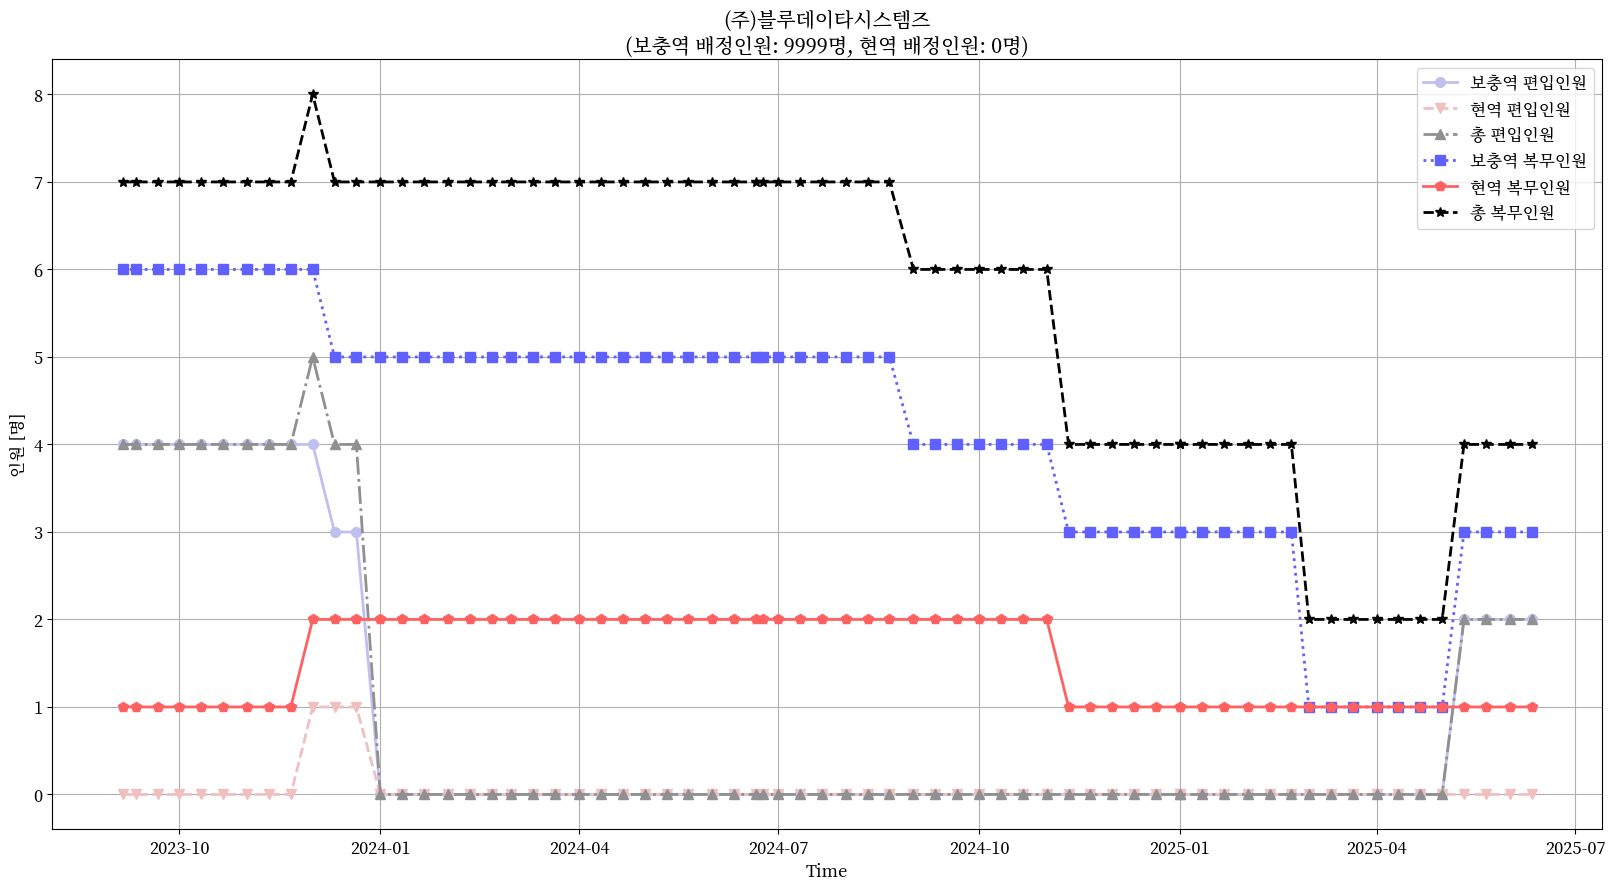 (주)블루데이타시스템즈
(보충역 배정인원: 9999명, 현역 배정인원: 0명)
보충역 편입인원
현역 편입인원
총 편입인원
보충역 복무인원
현역 복무인원
총 복무인원
인원 [명]
8
7
6
5
4
3
2
1
0
2023-10 2024-01 2024-04 2024-07 2024-10 2025-01 2025-04 2025-07
Time